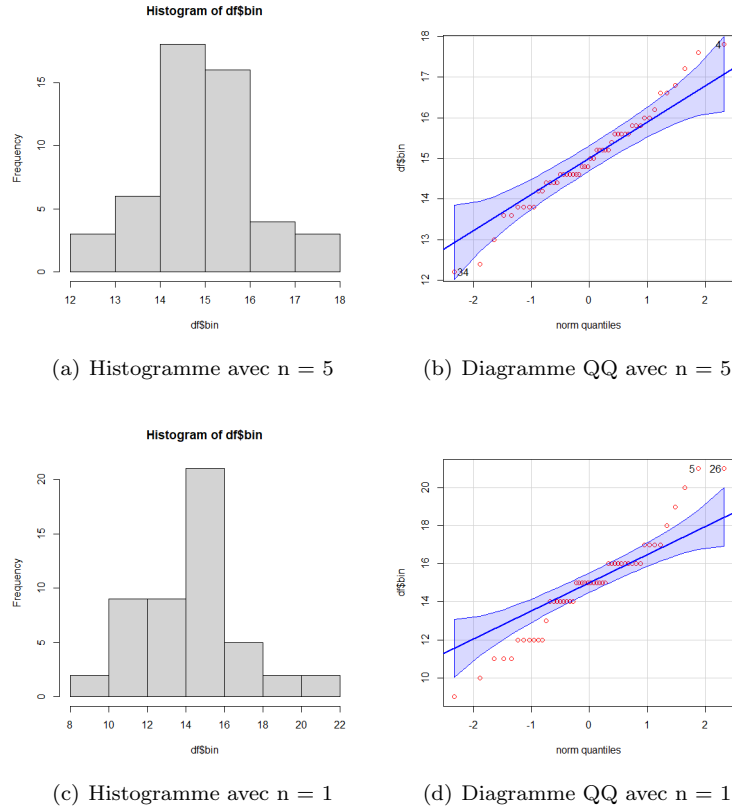 Histogram of df$bin
Frequency
0
5
10
15
12 13 14 15 16 17 18
df$bin
18
17
16
15
14
13
12
df$bin
4
34
-2 -1 0 1 2
norm quantiles
(a) Histogramme avec n = 5
(b) Diagramme QQ avec n = 5
Histogram of df$bin
Frequency
20
15
10
5
0
8 10 12 14 16 18 20 22
df$bin
20
18
16
14
12
10
df$bin
5 26
-2 -1 0 1 2
norm quantiles
(c) Histogramme avec n = 1
(d) Diagramme QQ avec n = 1